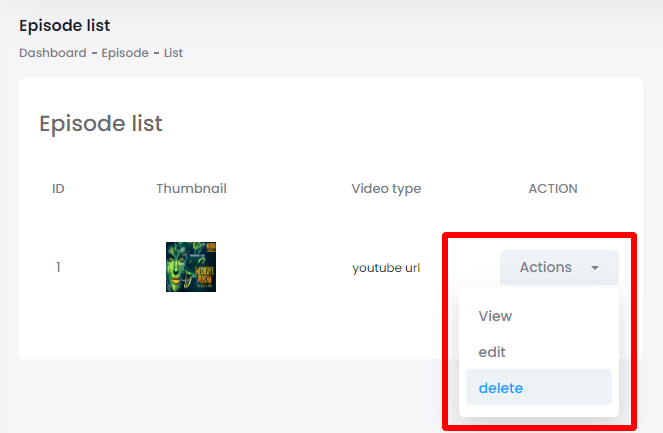 Episode list
Dashboard - Episode - List
Episode list
ID Thumbnail Video type ACTION
1 youtube url Actions
View
edit
delete